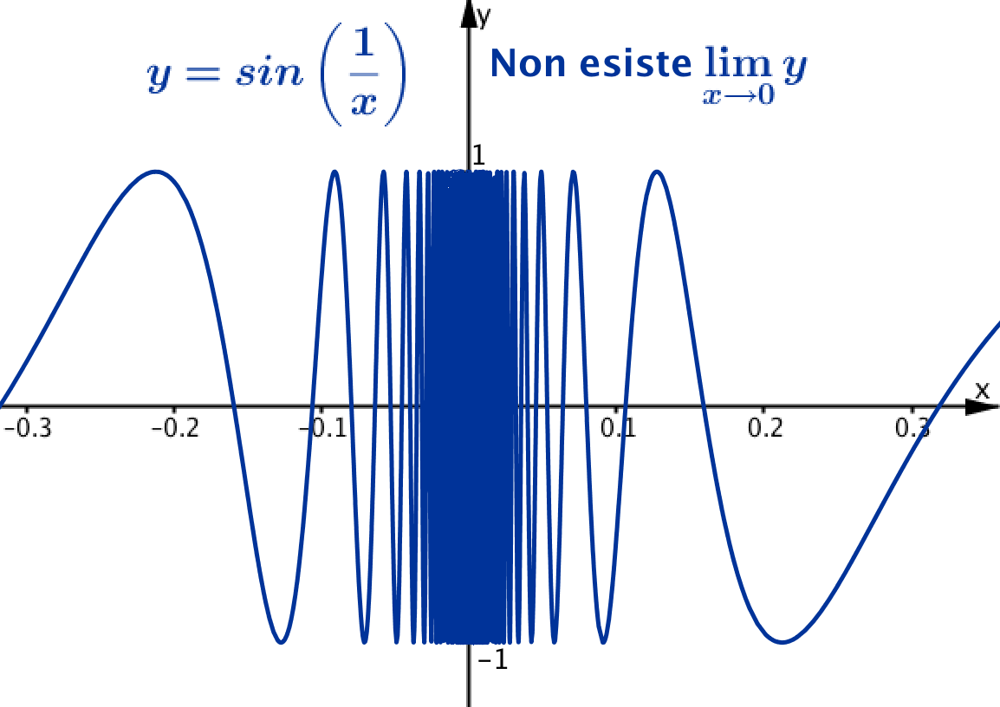 y
y = sin(1/x)
Non esiste lim x→0 y
1
x
–0.3 –0.2 –0.1 0.1 0.2 0.3
–1